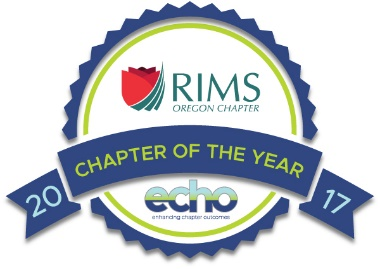 RIMS
OREGON CHAPTER
CHAPTER OF THE YEAR
20 17
echo
enhancing chapter outcomes